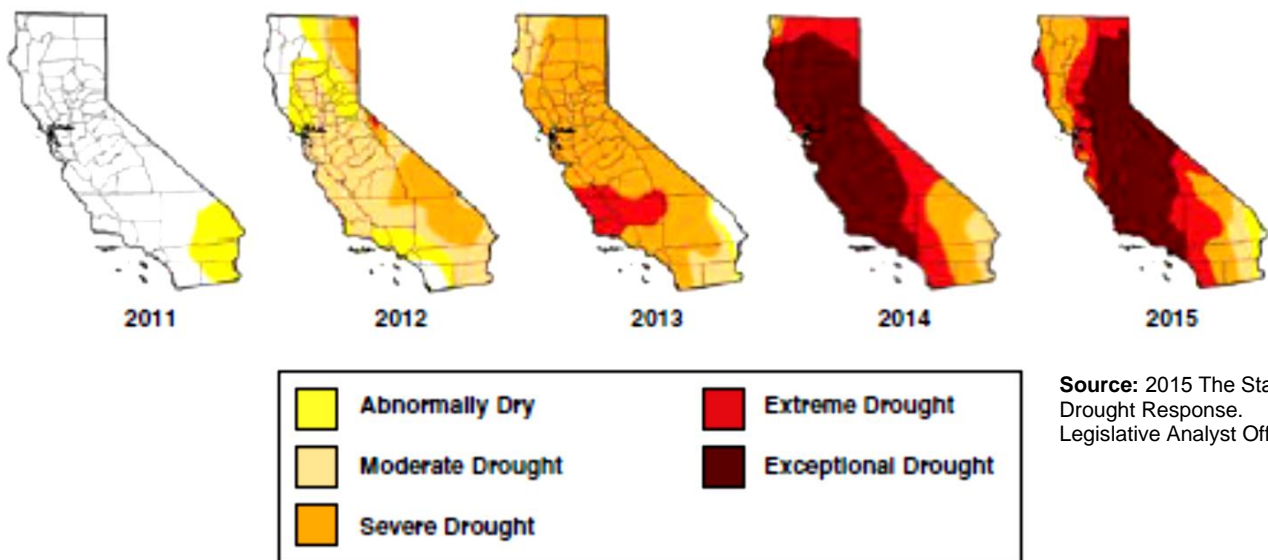 2011
2012
2013
2014
2015
Abnormally Dry
Moderate Drought
Severe Drought
Extreme Drought
Exceptional Drought
Source: 2015 The Sta
Drought Response.
Legislative Analyst Off